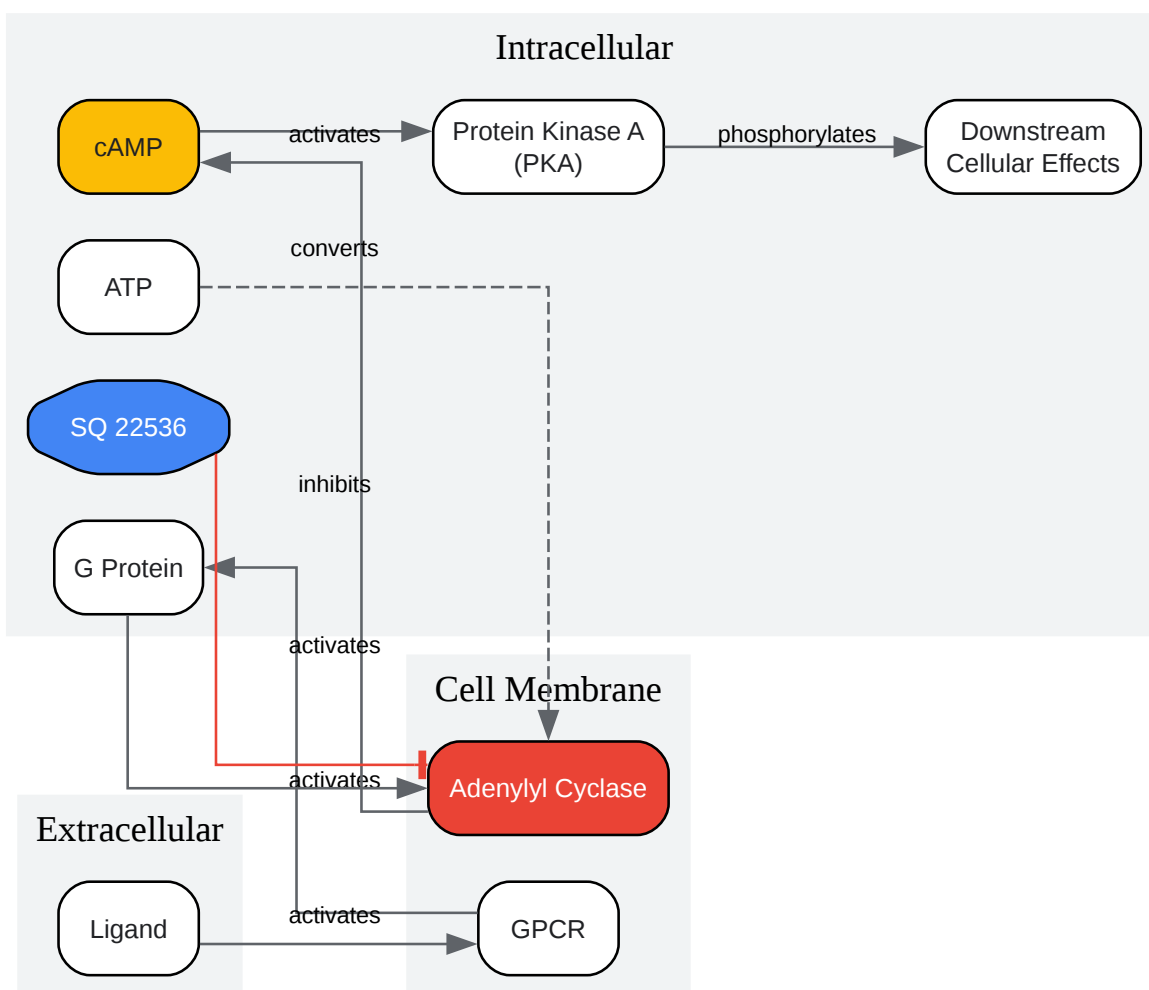 Intracellular
cAMP
activates
Protein Kinase A
(PKA)
phosphorylates
Downstream
Cellular Effects
converts
ATP
SQ 22536
inhibits
G Protein
activates
Cell Membrane
activates
Adenylyl Cyclase
Extracellular
Ligand
activates
GPCR